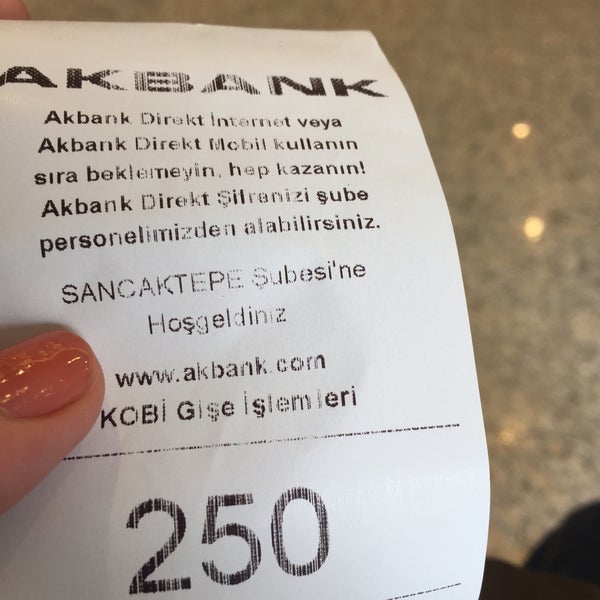 AKBANK
Akbank Direkt İnternet veya
Akbank Direkt Mobil kullanın
sıra beklemeyin, hep kazanın!
Akbank Direkt Şifrenizi şube
personelimizden alabilirsiniz.
SANCAKTEPE Şubesi'ne
Hoşgeldiniz
www.akbank.com
KOBİ Gişe İşlemleri
250